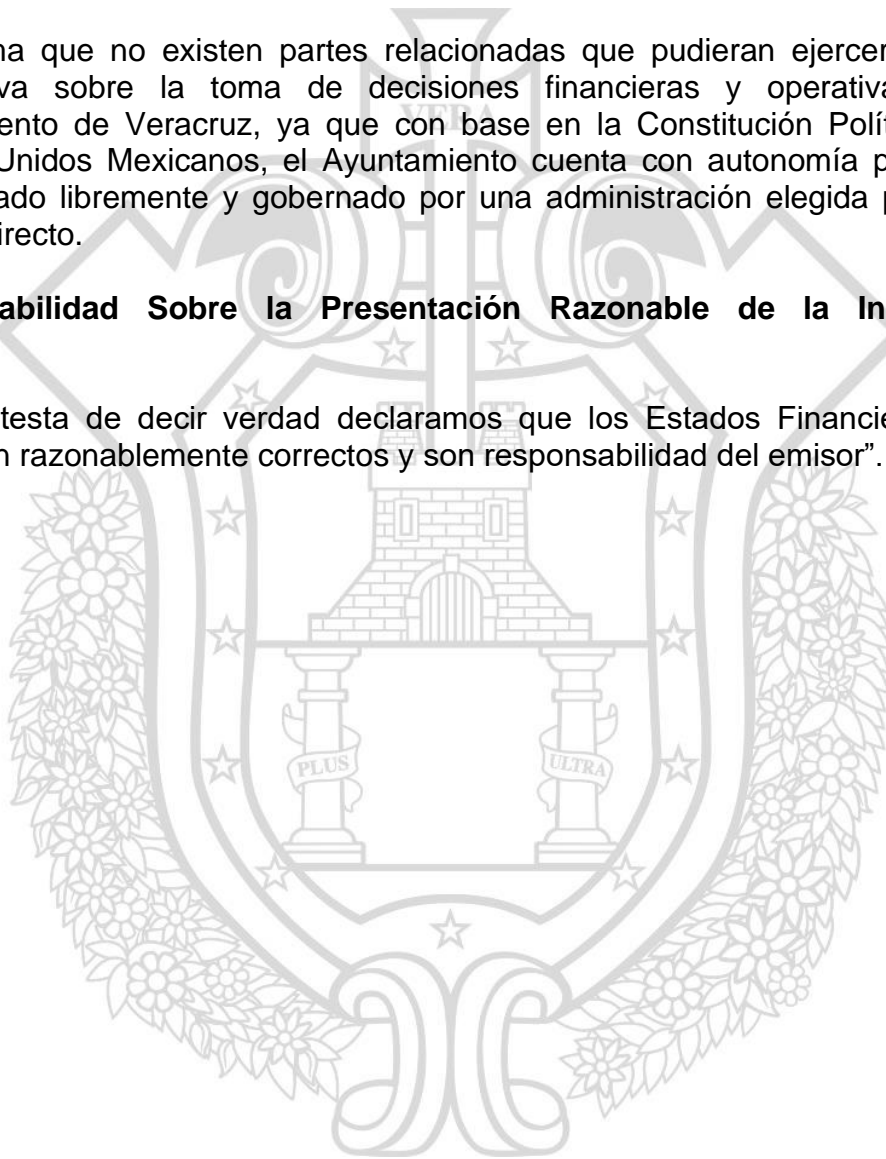 na que no existen partes relacionadas que pudieran ejercer
va sobre la toma de decisiones financieras y operativa
ento de Veracruz, ya que con base en la Constitución Polít
Unidos Mexicanos, el Ayuntamiento cuenta con autonomía p
ado libremente y gobernado por una administración elegida p
irecto.
abilidad Sobre la Presentación Razonable de la In
testa de decir verdad declaramos que los Estados Financie
n razonablemente correctos y son responsabilidad del emisor”.
VERA
PLUS
ULTRA